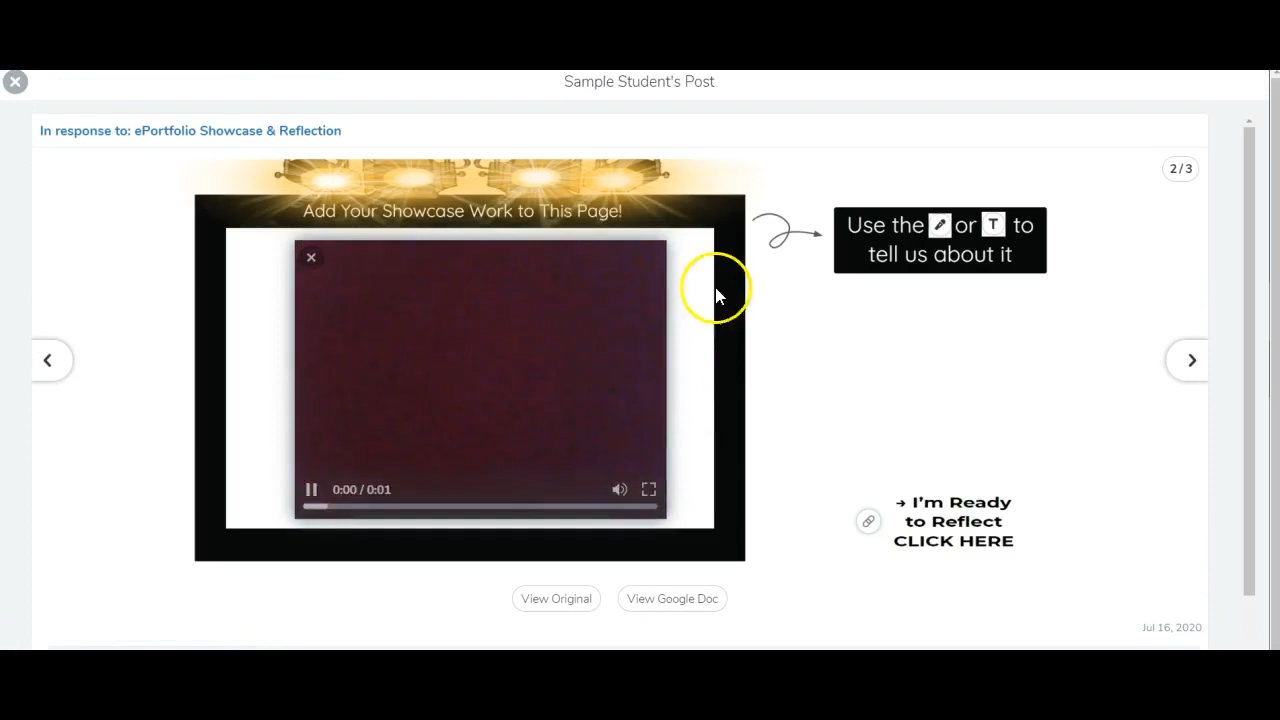 Sample Student's Post
In response to: ePortfolio Showcase & Reflection
2/3
Add Your Showcase Work to This Page!
Use the or T to
tell us about it
0:00 / 0:01
→ I'm Ready
to Reflect
CLICK HERE
View Original
View Google Doc
Jul 16, 2020